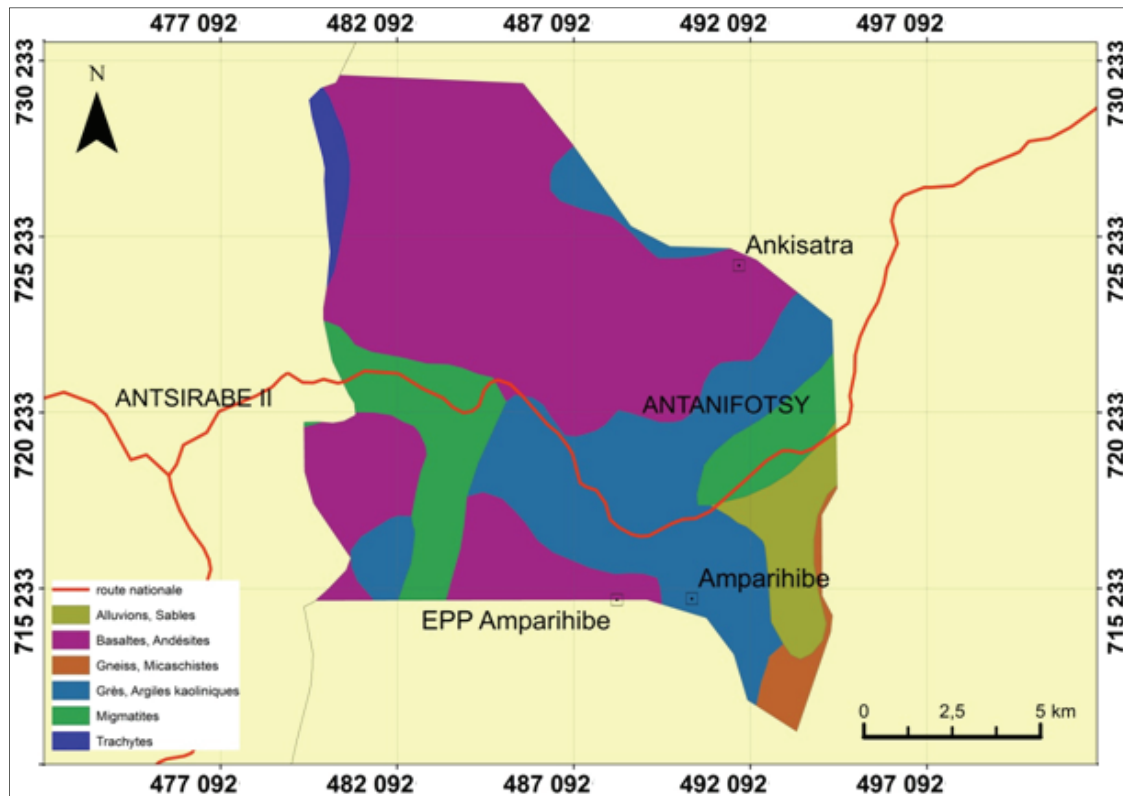 477 092 482 092 487 092 492 092 497 092
730 233 730 233
N
725 233 725 233
Ankisatra
ANTSIRABE II
ANTANIFOTSY
720 233 720 233
Amparihibe
EPP Amparihibe
715 233 715 233
route nationale
Alluvions, Sables
Basaltes, Andésites
Gneiss, Micaschistes
Grès, Argiles kaoliniques
Migmatites
Trachytes
0 2,5 5 km
477 092 482 092 487 092 492 092 497 092